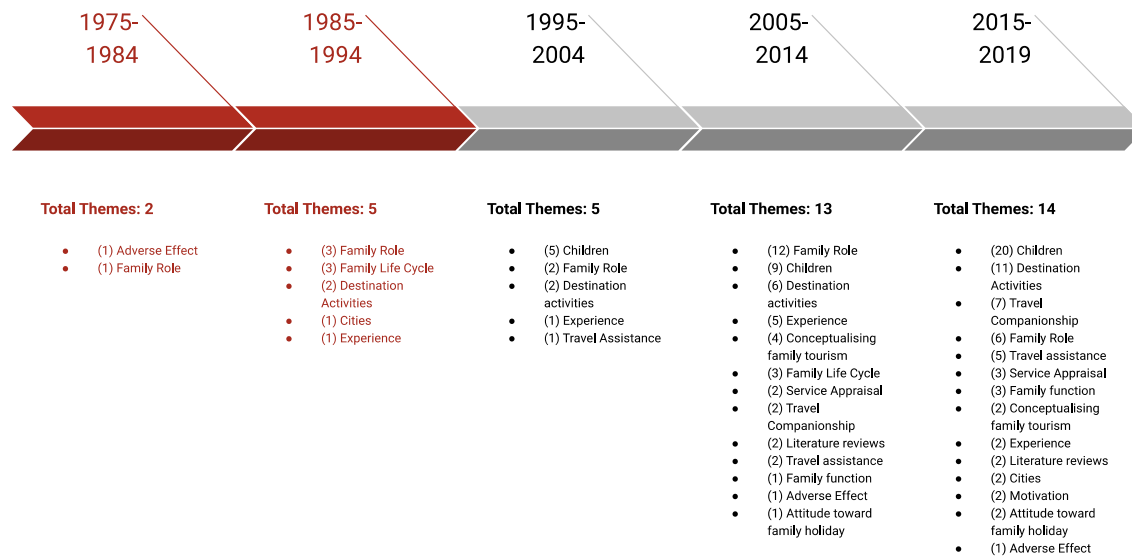 1975-
1984
1985-
1994
1995-
2004
2005-
2014
2015-
2019
Total Themes: 2
● (1) Adverse Effect
● (1) Family Role
Total Themes: 5
● (3) Family Role
● (3) Family Life Cycle
● (2) Destination
Activities
● (1) Cities
● (1) Experience
Total Themes: 5
● (5) Children
● (2) Family Role
● (2) Destination
activities
● (1) Experience
● (1) Travel Assistance
Total Themes: 13
● (12) Family Role
● (9) Children
● (6) Destination
activities
● (5) Experience
● (4) Conceptualising
family tourism
● (3) Family Life Cycle
● (2) Service Appraisal
● (2) Travel
Companionship
● (2) Literature reviews
● (2) Travel assistance
● (1) Family function
● (1) Adverse Effect
● (1) Attitude toward
family holiday
Total Themes: 14
● (20) Children
● (11) Destination
Activities
● (7) Travel
Companionship
● (6) Family Role
● (5) Travel assistance
● (3) Service Appraisal
● (3) Family function
● (2) Conceptualising
family tourism
● (2) Experience
● (2) Literature reviews
● (2) Cities
● (2) Motivation
● (2) Attitude toward
family holiday
● (1) Adverse Effect